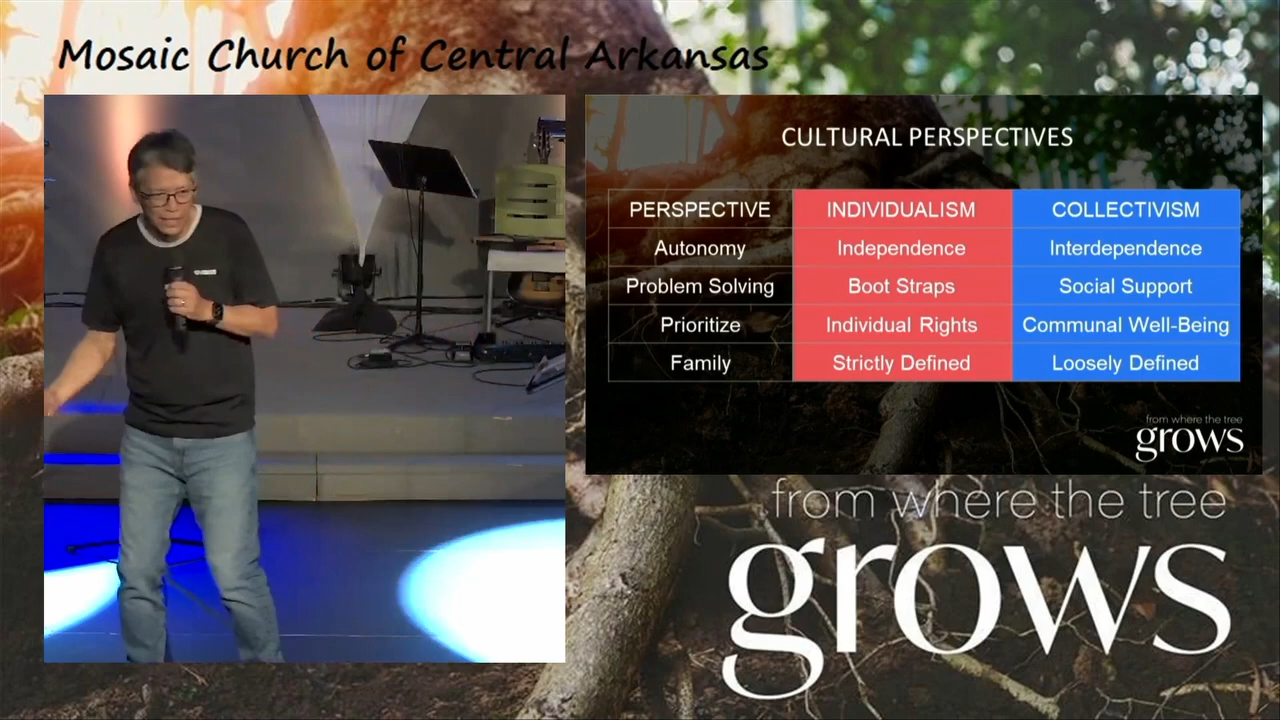 Mosaic Church of Central Arkansas
CULTURAL PERSPECTIVES
PERSPECTIVE INDIVIDUALISM COLLECTIVISM
Autonomy Independence Interdependence
Problem Solving Boot Straps Social Support
Prioritize Individual Rights Communal Well-Being
Family Strictly Defined Loosely Defined
from where the tree
grows
from where the tree
grows